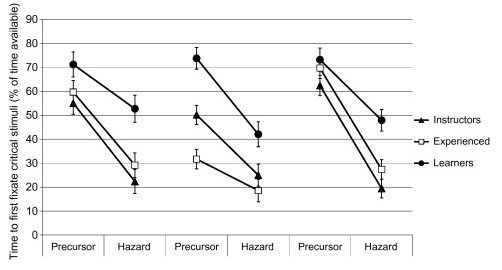 Time to first fixate critical stimuli (% of time available)
90
80
70
60
50
40
30
20
10
0
Precursor Hazard Precursor Hazard Precursor Hazard
Instructors
Experienced
Learners